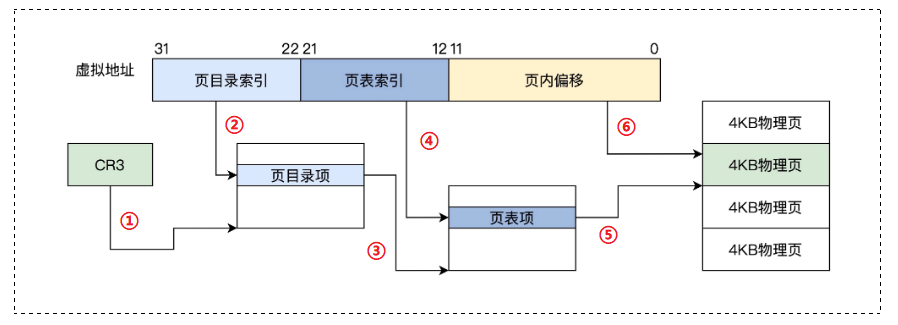 31 22 21 12 11 0
虚拟地址 页目录索引 页表索引 页内偏移
② ④ ⑥
4KB物理页
CR3 页目录项 4KB物理页
① 页表项 4KB物理页
③ ⑤
4KB物理页